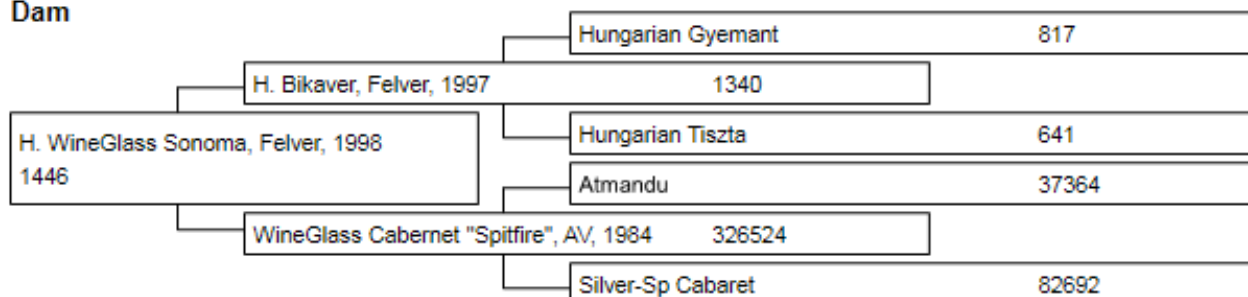 Dam
Hungarian Gyemant 817
H. Bikaver, Felver, 1997 1340
Hungarian Tiszta 641
H. WineGlass Sonoma, Felver, 1998
1446
Atmandu 37364
WineGlass Cabernet "Spitfire", AV, 1984 326524
Silver-Sp Cabaret 82692